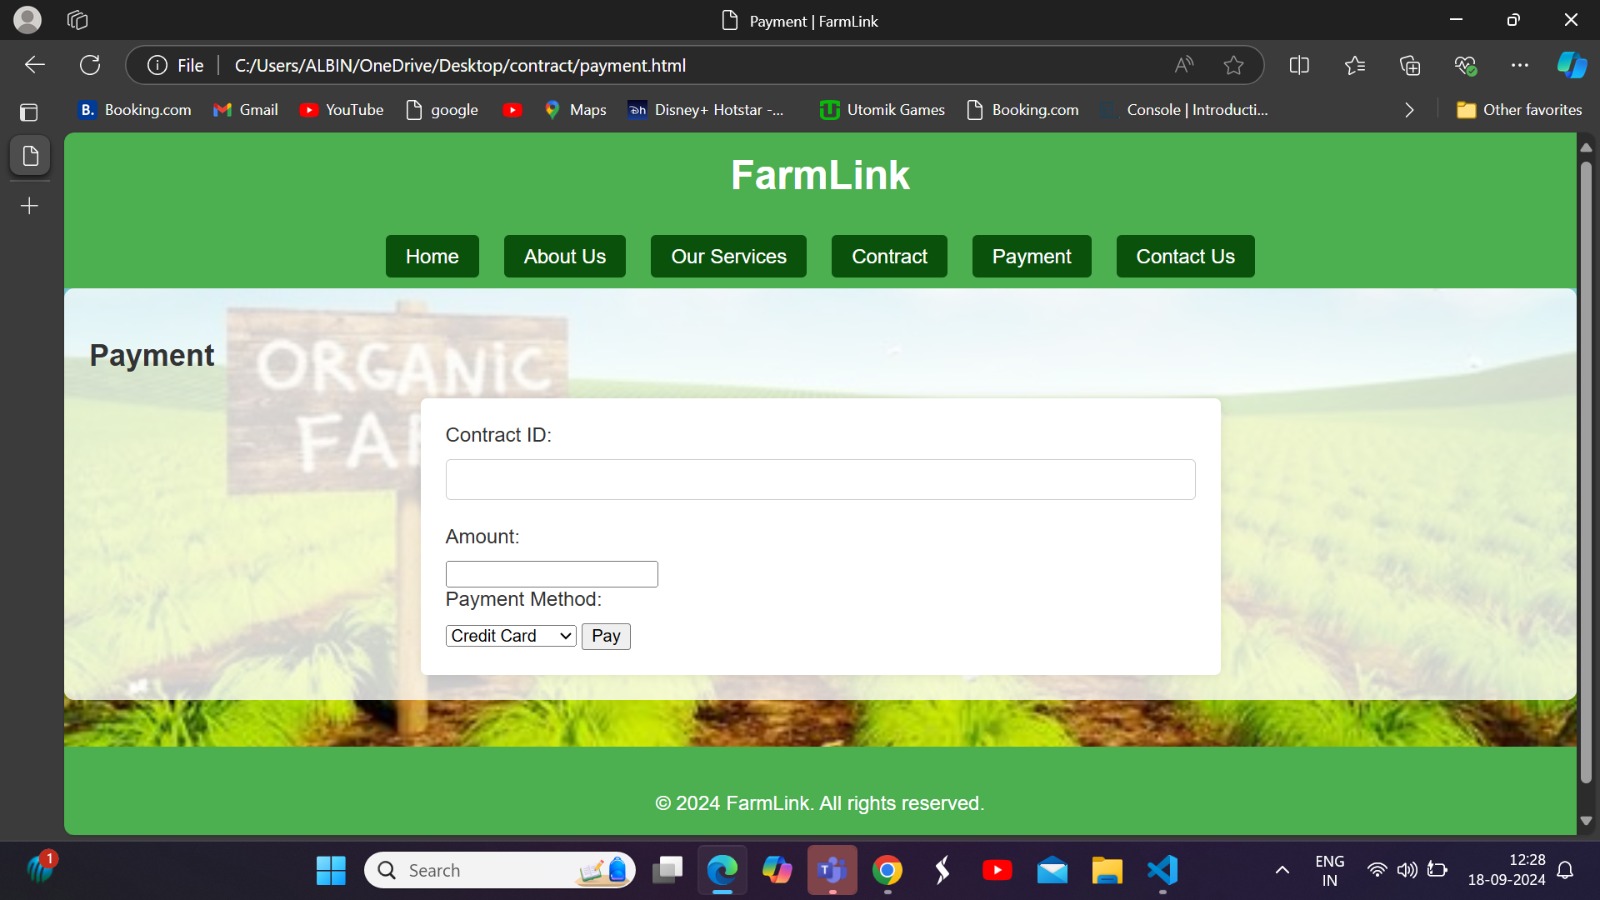 Payment | FarmLink
File
C:/Users/ALBIN/OneDrive/Desktop/contract/payment.html
B. Booking.com
Gmail
YouTube
google
Maps
Disney+ Hotstar -...
Utomik Games
Booking.com
Console | Introducti...
Other favorites
FarmLink
Home
About Us
Our Services
Contract
Payment
Contact Us
Payment
ORGANIC
FA
Contract ID:
Amount:
Payment Method:
Credit Card
Pay
© 2024 FarmLink. All rights reserved.
1
Search
ENG
IN
12:28
18-09-2024